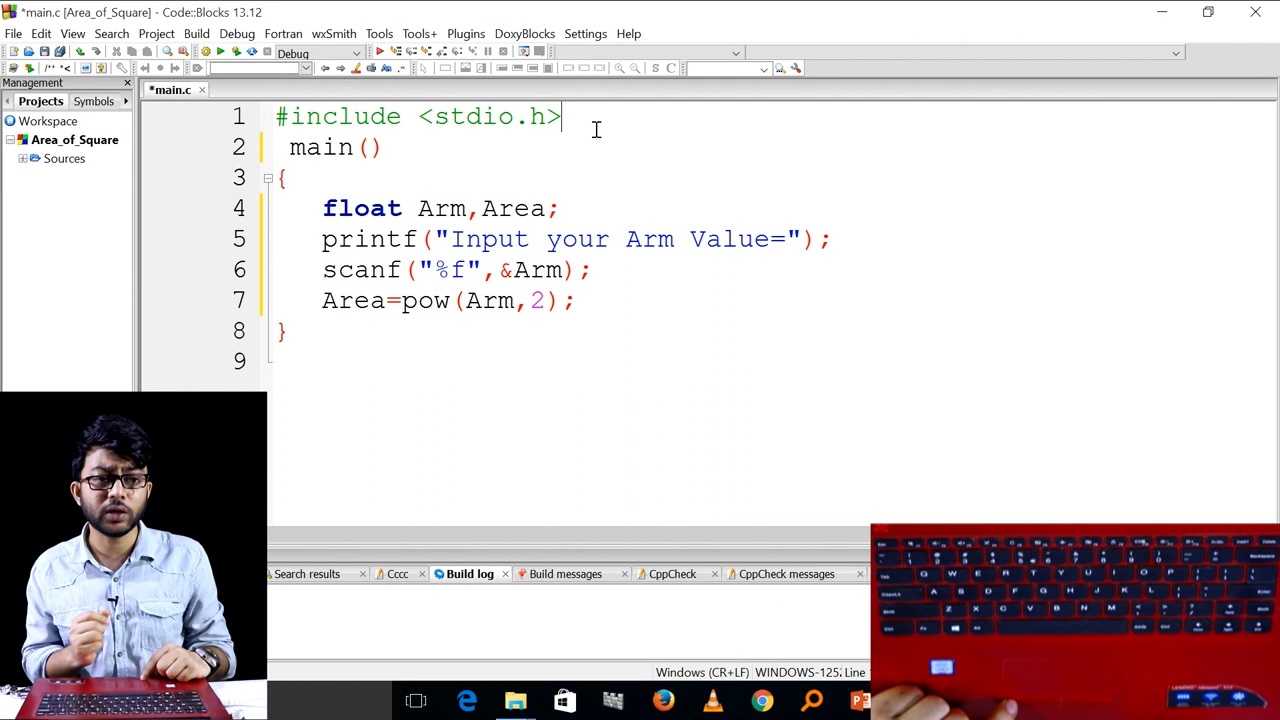 *main.c [Area_of_Square] - Code::Blocks 13.12
File Edit View Search Project Build Debug Fortran wxSmith Tools Tools+ Plugins DoxyBlocks Settings Help
Debug
Management
Projects Symbols
*main.c
Workspace
Area_of_Square
Sources
1 #include <stdio.h>
2 main()
3 {
4 float Arm,Area;
5 printf("Input your Arm Value=");
6 scanf("%f",&Arm);
7 Area=pow(Arm,2);
8 }
9
Search results Cccc Build log Build messages CppCheck CppCheck messages
Windows (CR+LF) WINDOWS-125 Line
Q W E R T Y U I O P
A S D F G H J K L
Z X C V B N M